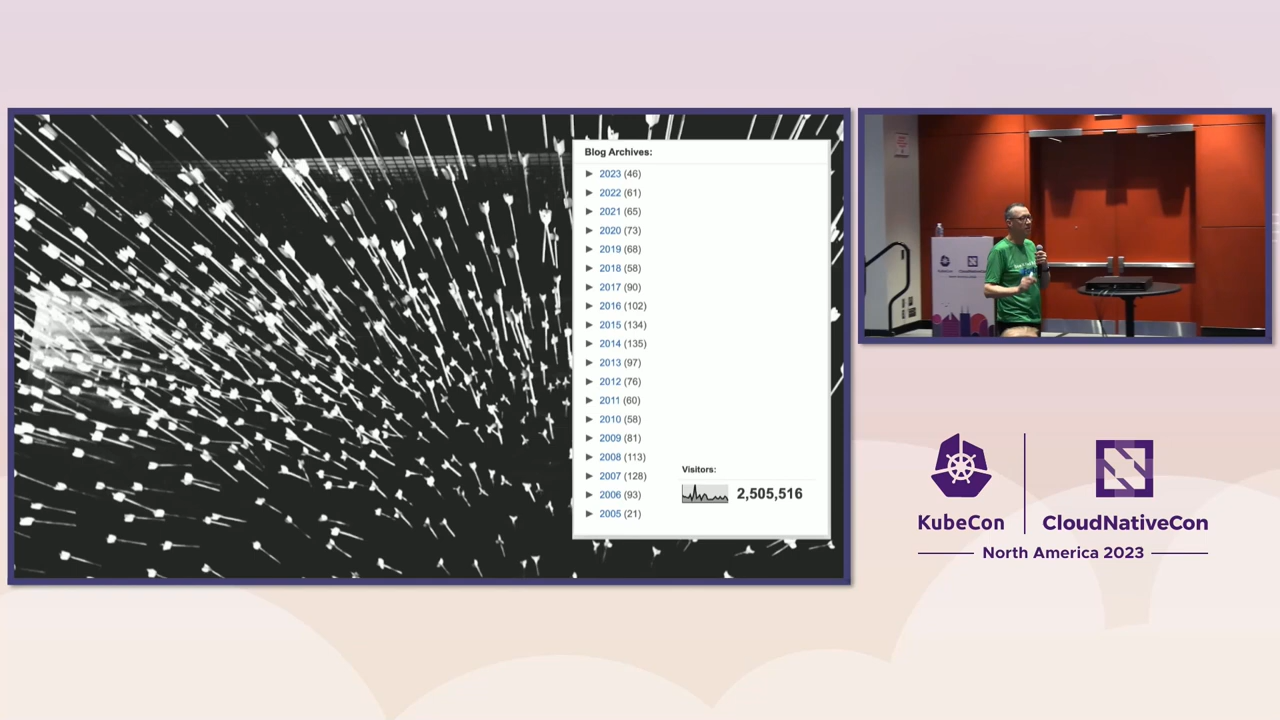 Blog Archives:
▶ 2023 (46)
▶ 2022 (61)
▶ 2021 (65)
▶ 2020 (73)
▶ 2019 (68)
▶ 2018 (58)
▶ 2017 (90)
▶ 2016 (102)
▶ 2015 (134)
▶ 2014 (135)
▶ 2013 (97)
▶ 2012 (76)
▶ 2011 (60)
▶ 2010 (58)
▶ 2009 (81)
▶ 2008 (113)
▶ 2007 (128)
▶ 2006 (93)
▶ 2005 (21)
Visitors:
2,505,516
KubeCon
CloudNativeCon
KubeCon
CloudNativeCon
North America 2023